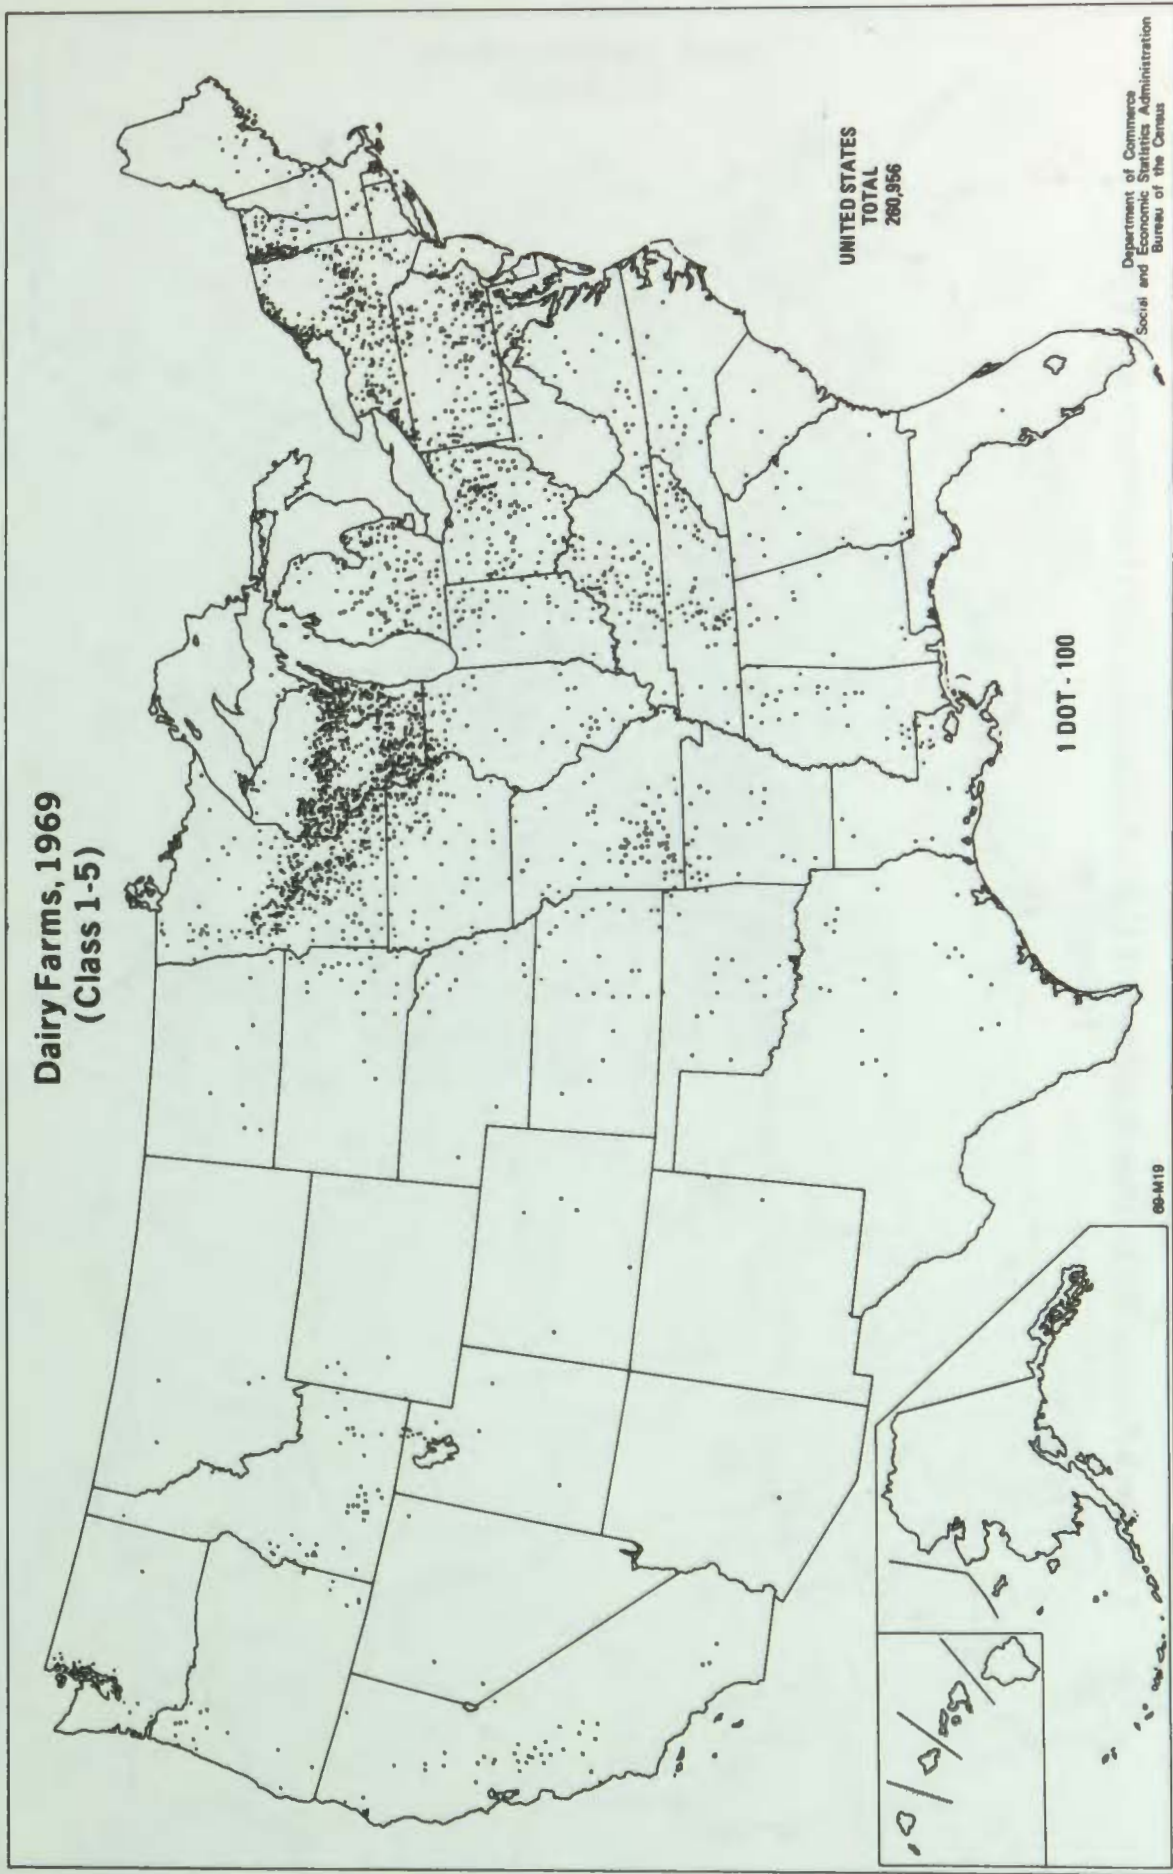 Dairy Farms, 1969
(Class 1-5)
UNITED STATES
TOTAL
260,956
1 DOT - 100
69-M19
Department of Commerce
Social and Economic Statistics Administration
Bureau of the Census